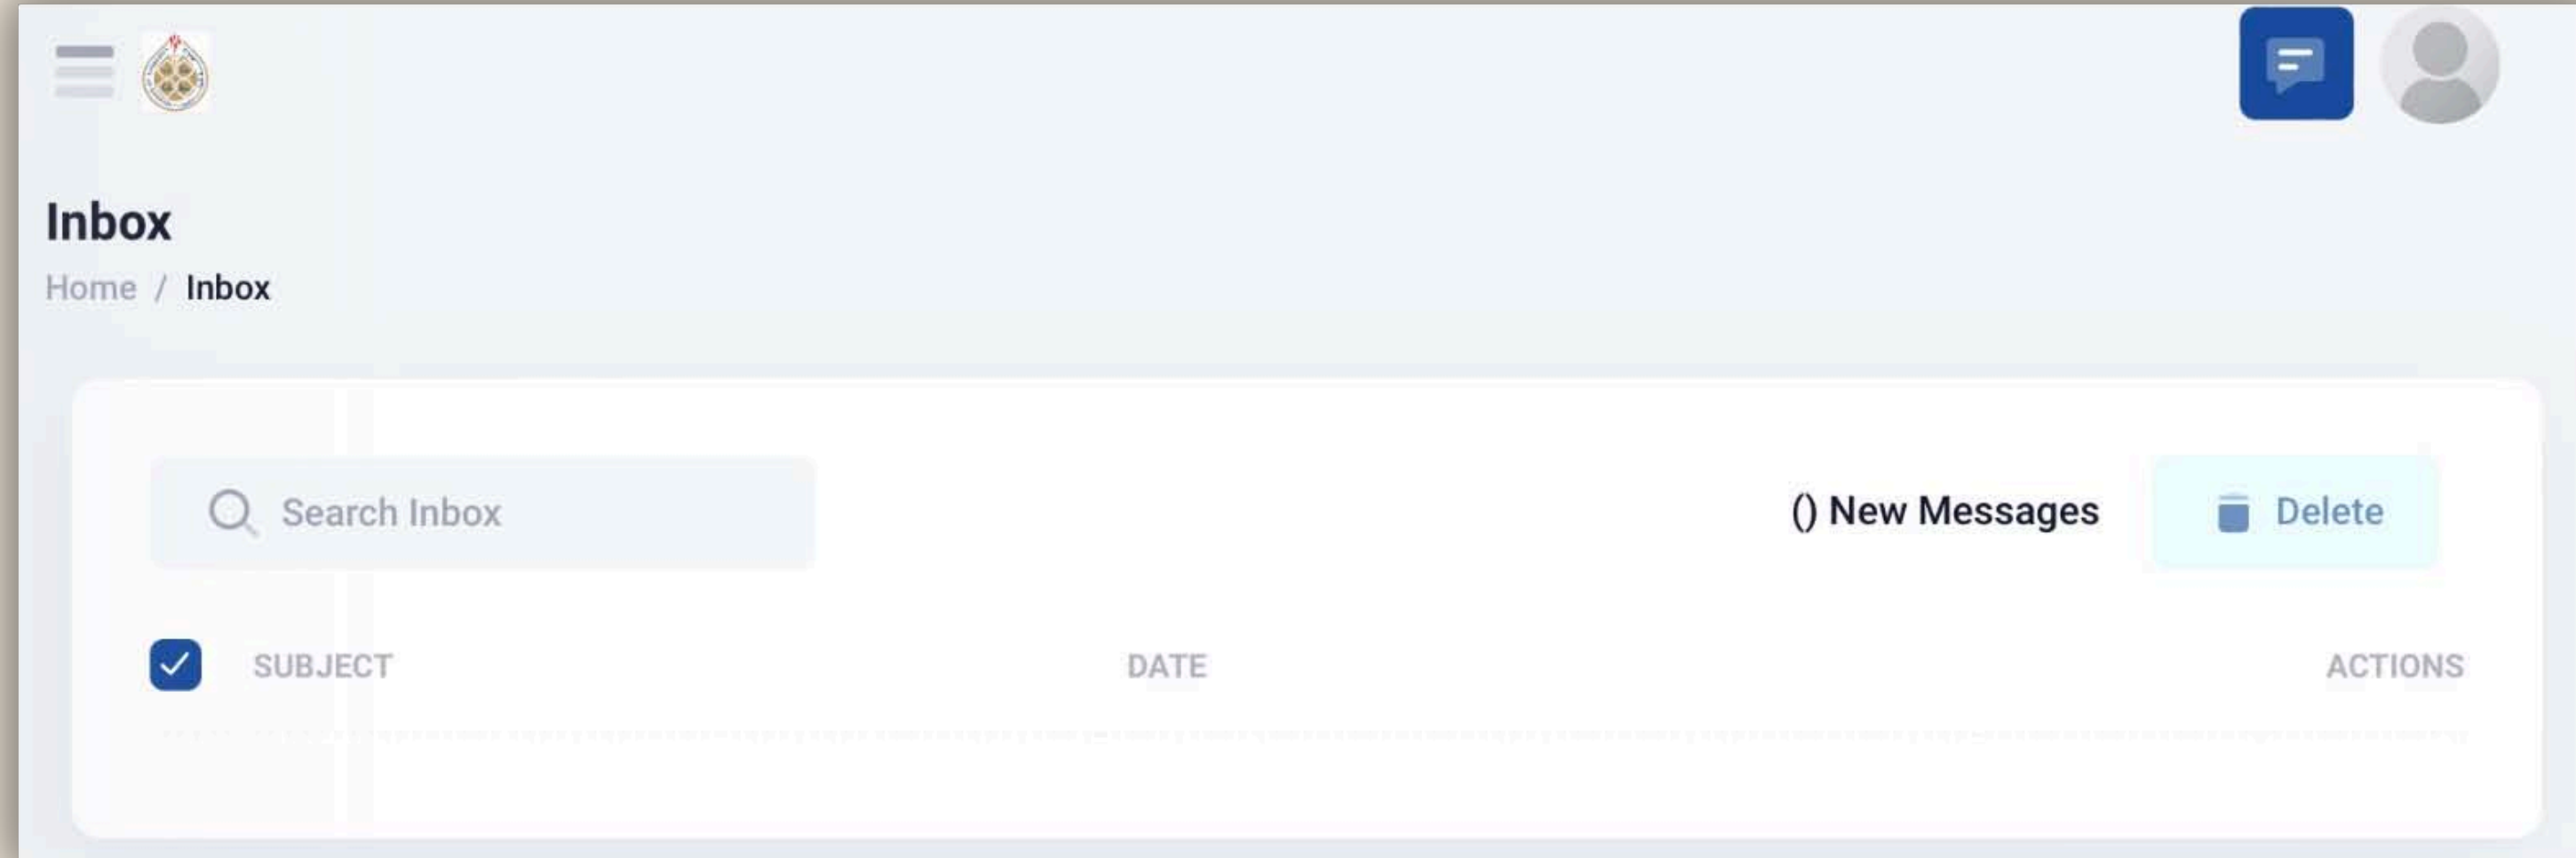 Inbox
Home / Inbox
Search Inbox
() New Messages
Delete
SUBJECT DATE ACTIONS